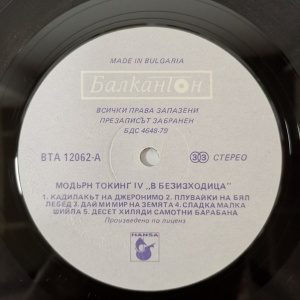 MADE IN BULGARIA
Балкантон
ВСИЧКИ ПРАВА ЗАПАЗЕНИ
ПРЕЗАПИСЪТ ЗАБРАНЕН
БДС 4648-79
ВТА 12062-А
33 СТЕРЕО
МОДЪРН ТОКИНГ IV „В БЕЗИЗХОДИЦА"
1. КАДИЛАКЪТ НА ДЖЕРОНИМО 2. ПЛУВАЙКИ НА БЯЛ
ЛЕБЕД 3. ДАЙ МИ МИР НА ЗЕМЯТА 4. СЛАДКА МАЛКА
ШИЙЛА 5. ДЕСЕТ ХИЛЯДИ САМОТНИ БАРАБАНА
Произведено по лиценз
HANSA